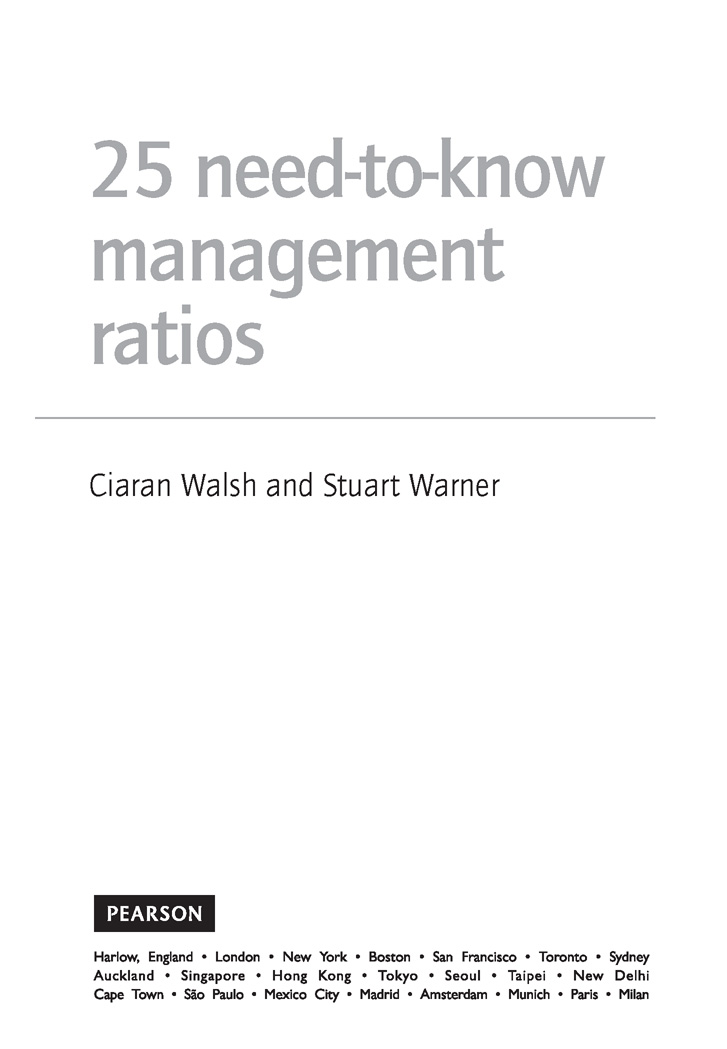 25 need-to-know
management
ratios
Ciaran Walsh and Stuart Warner
PEARSON
Harlow, England • London • New York • Boston • San Francisco • Toronto • Sydney
Auckland • Singapore • Hong Kong • Tokyo • Seoul • Taipei • New Delhi
Cape Town • São Paulo • Mexico City • Madrid • Amsterdam • Munich • Paris • Milan